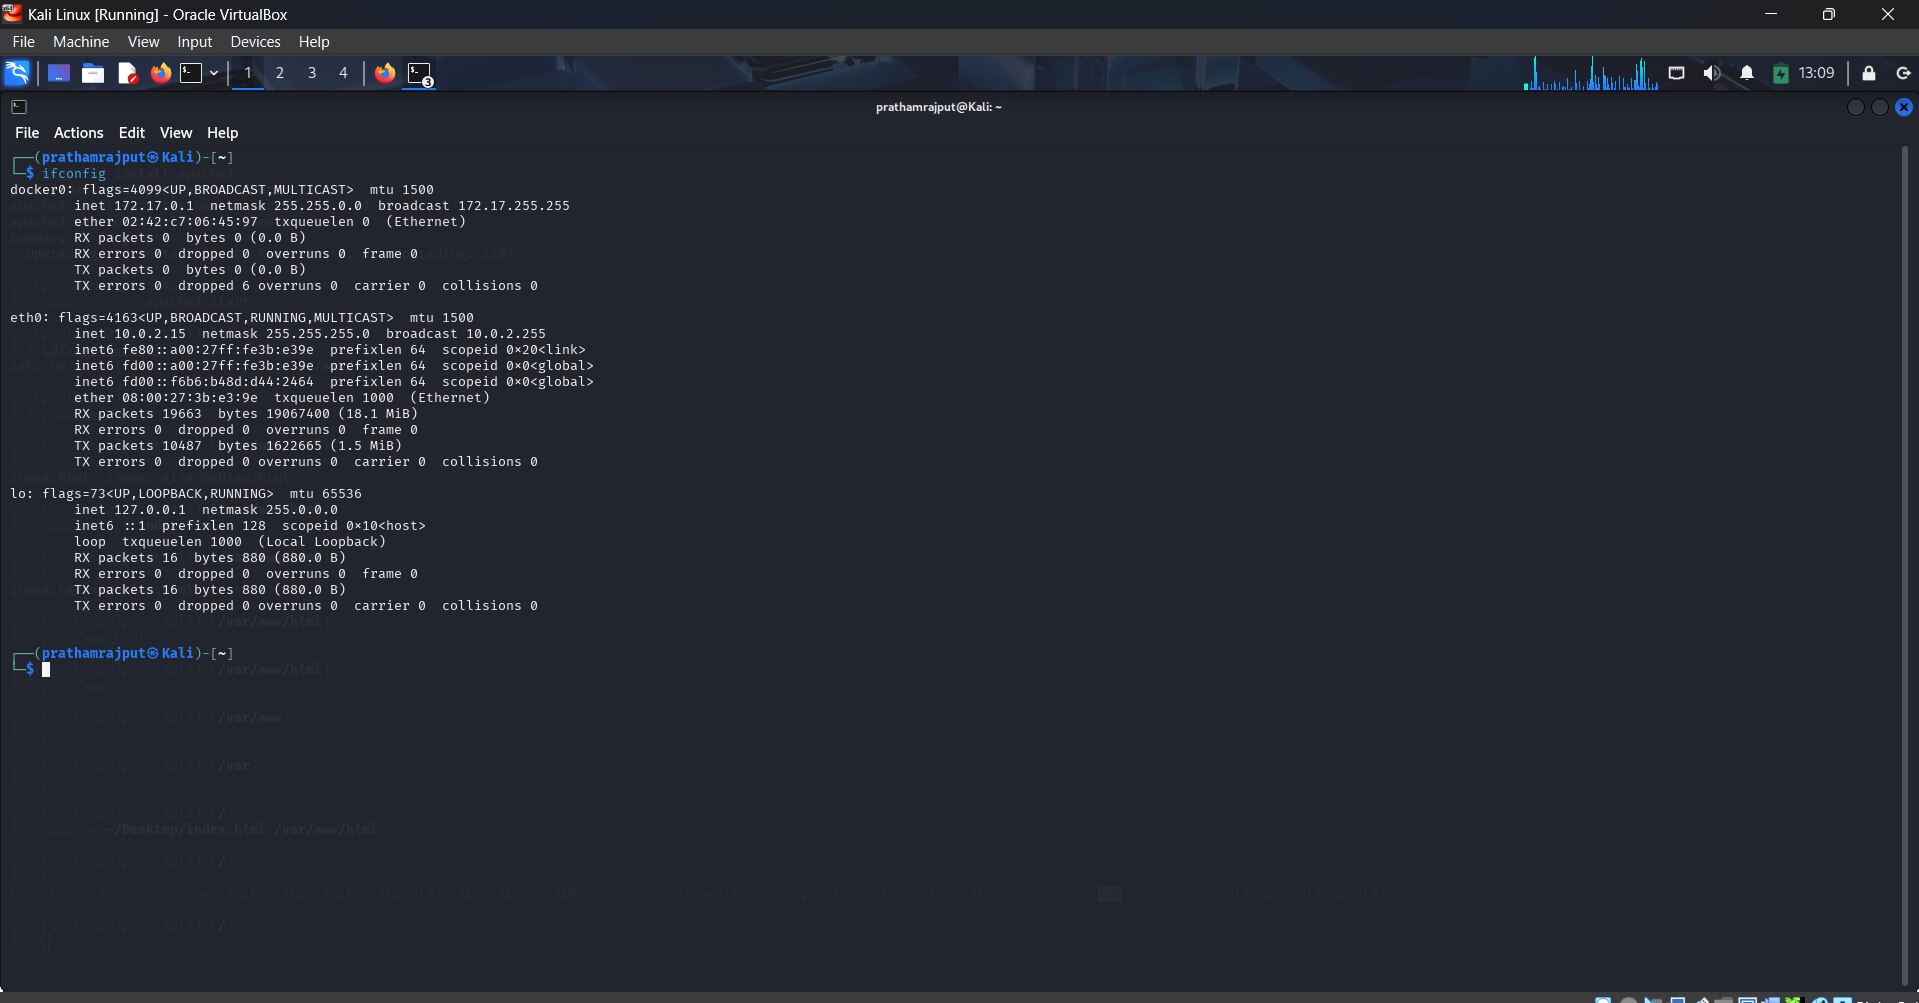 Kali Linux [Running] - Oracle VirtualBox
File Machine View Input Devices Help
1 2 3 4 3 13:09
prathamrajput@Kali: ~
File Actions Edit View Help
┌──(prathamrajput㉿Kali)-[~]
└─$ ifconfig
docker0: flags=4099<UP,BROADCAST,MULTICAST>  mtu 1500
inet 172.17.0.1  netmask 255.255.0.0  broadcast 172.17.255.255
ether 02:42:c7:06:45:97  txqueuelen 0  (Ethernet)
RX packets 0  bytes 0 (0.0 B)
RX errors 0  dropped 0  overruns 0  frame 0
TX packets 0  bytes 0 (0.0 B)
TX errors 0  dropped 6 overruns 0  carrier 0  collisions 0
eth0: flags=4163<UP,BROADCAST,RUNNING,MULTICAST>  mtu 1500
inet 10.0.2.15  netmask 255.255.255.0  broadcast 10.0.2.255
inet6 fe80::a00:27ff:fe3b:e39e  prefixlen 64  scopeid 0×20<link>
inet6 fd00::a00:27ff:fe3b:e39e  prefixlen 64  scopeid 0×0<global>
inet6 fd00::f6b6:b48d:d44:2464  prefixlen 64  scopeid 0×0<global>
ether 08:00:27:3b:e3:9e  txqueuelen 1000  (Ethernet)
RX packets 19663  bytes 19067400 (18.1 MiB)
RX errors 0  dropped 0  overruns 0  frame 0
TX packets 10487  bytes 1622665 (1.5 MiB)
TX errors 0  dropped 0 overruns 0  carrier 0  collisions 0
lo: flags=73<UP,LOOPBACK,RUNNING>  mtu 65536
inet 127.0.0.1  netmask 255.0.0.0
inet6 ::1  prefixlen 128  scopeid 0×10<host>
loop  txqueuelen 1000  (Local Loopback)
RX packets 16  bytes 880 (880.0 B)
RX errors 0  dropped 0  overruns 0  frame 0
TX packets 16  bytes 880 (880.0 B)
TX errors 0  dropped 0 overruns 0  carrier 0  collisions 0
┌──(prathamrajput㉿Kali)-[~]
└─$